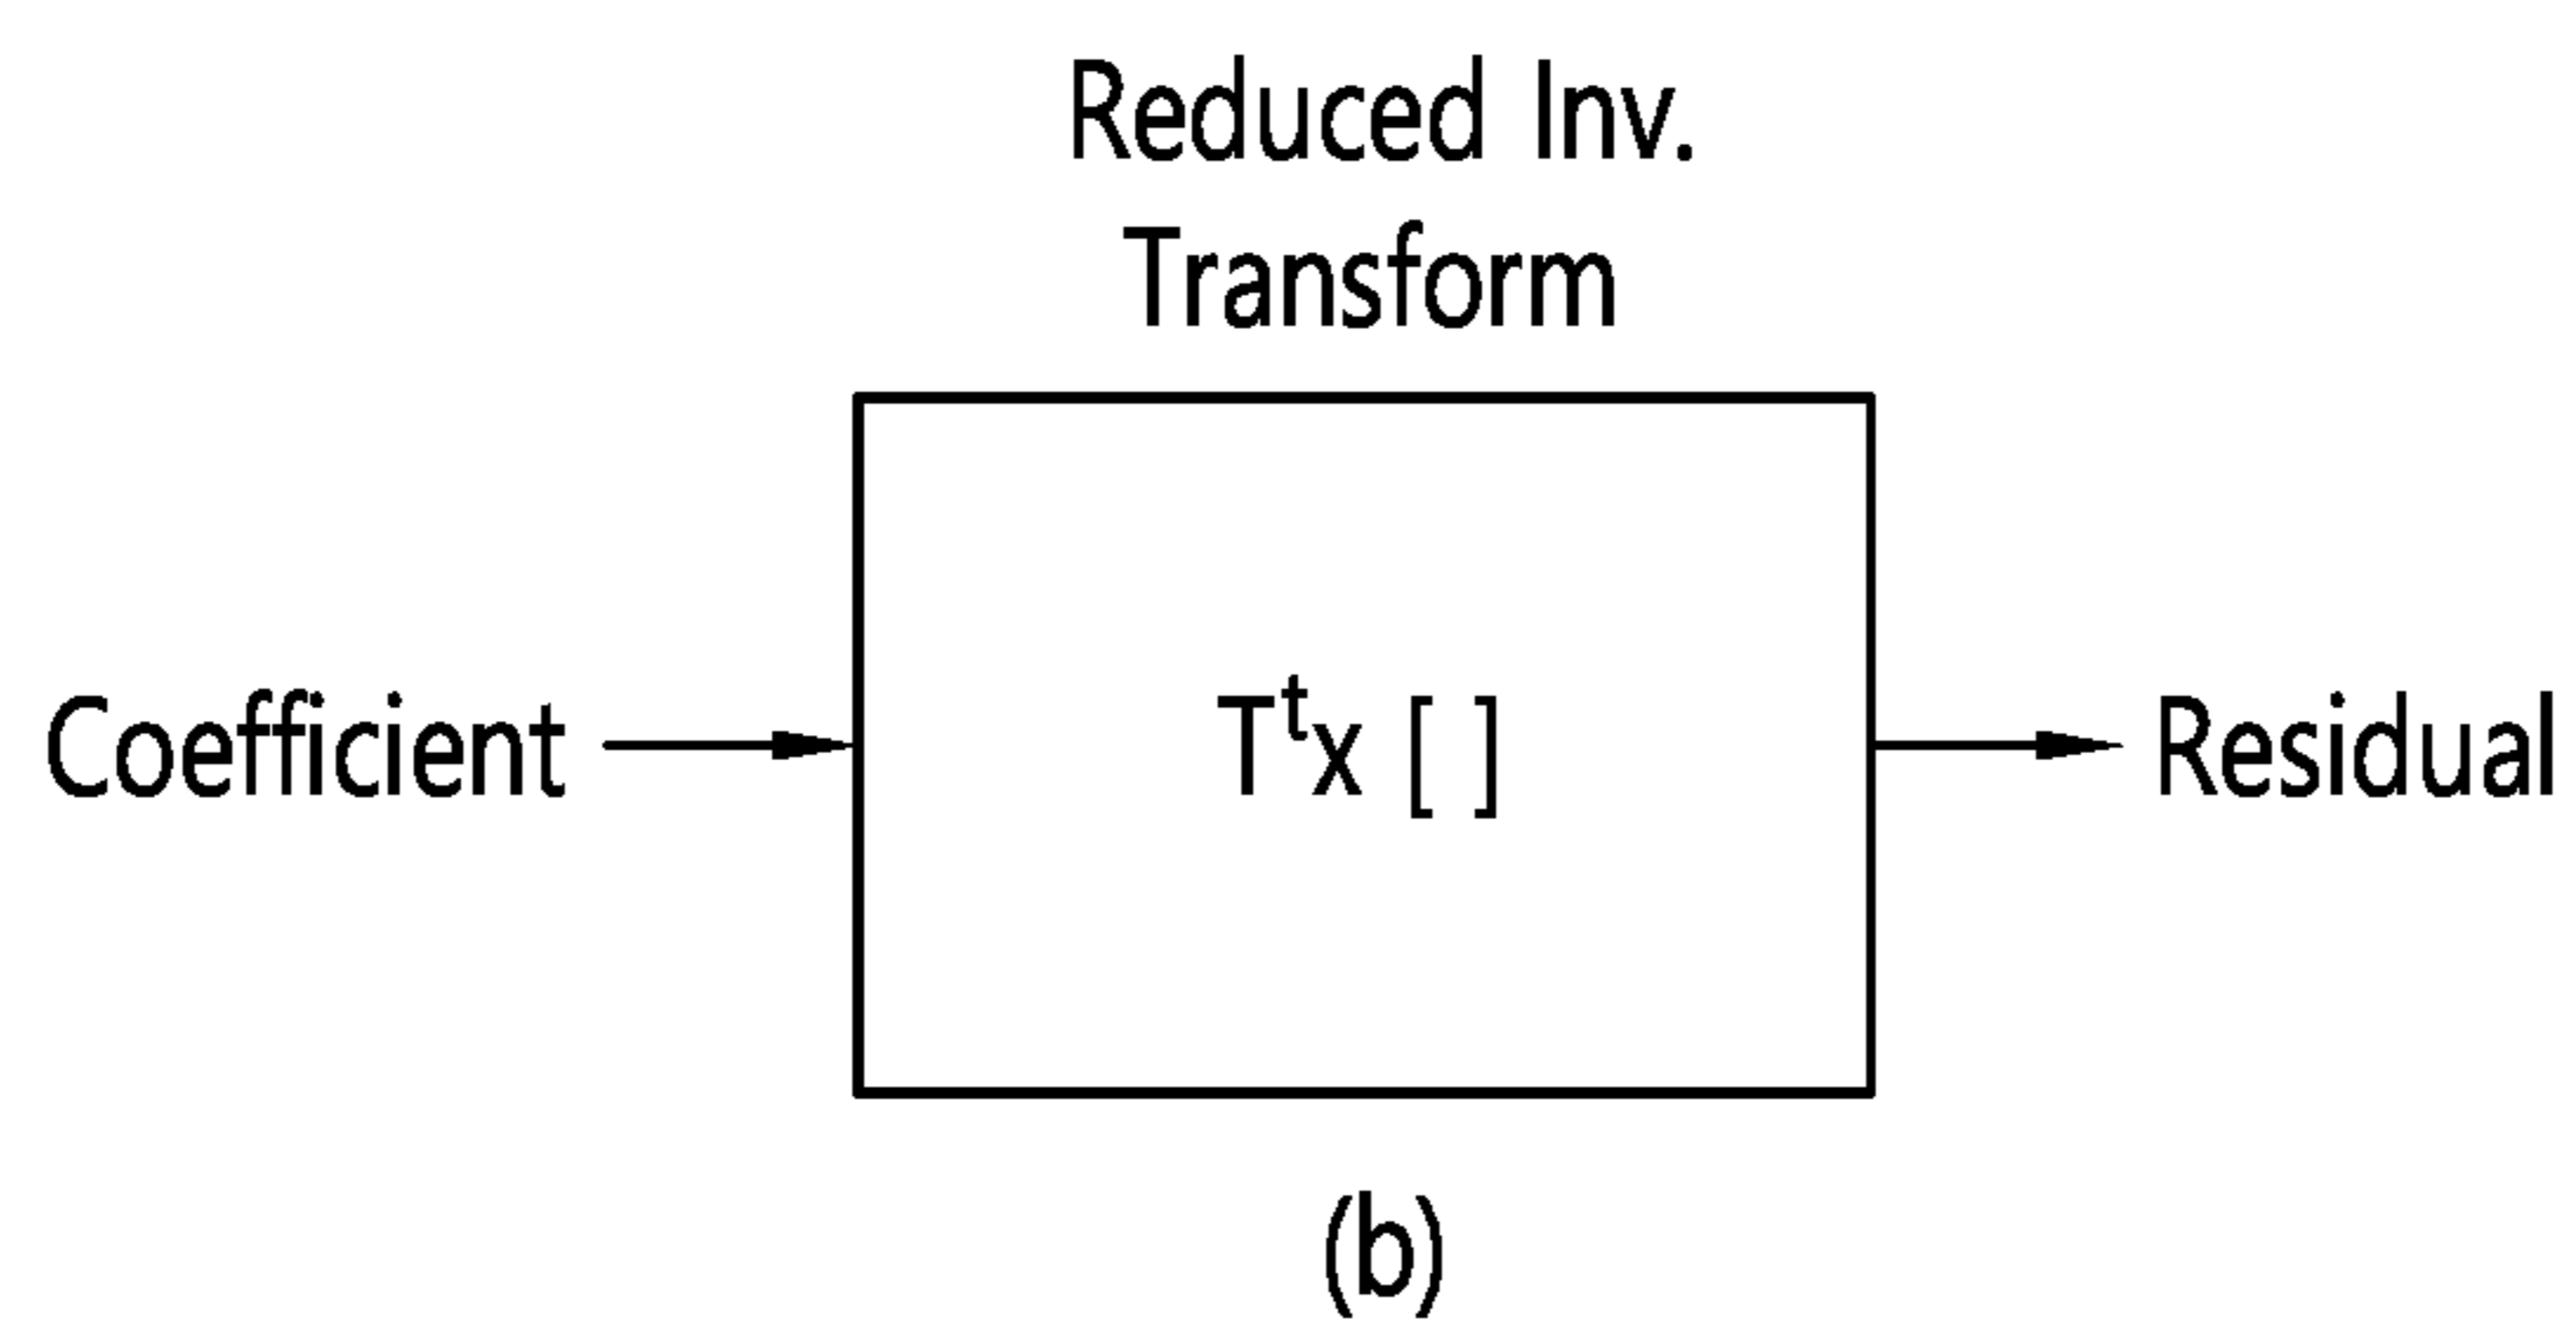 Reduced Inv.
Transform
Coefficient
Tᵗx [ ]
Residual
(b)